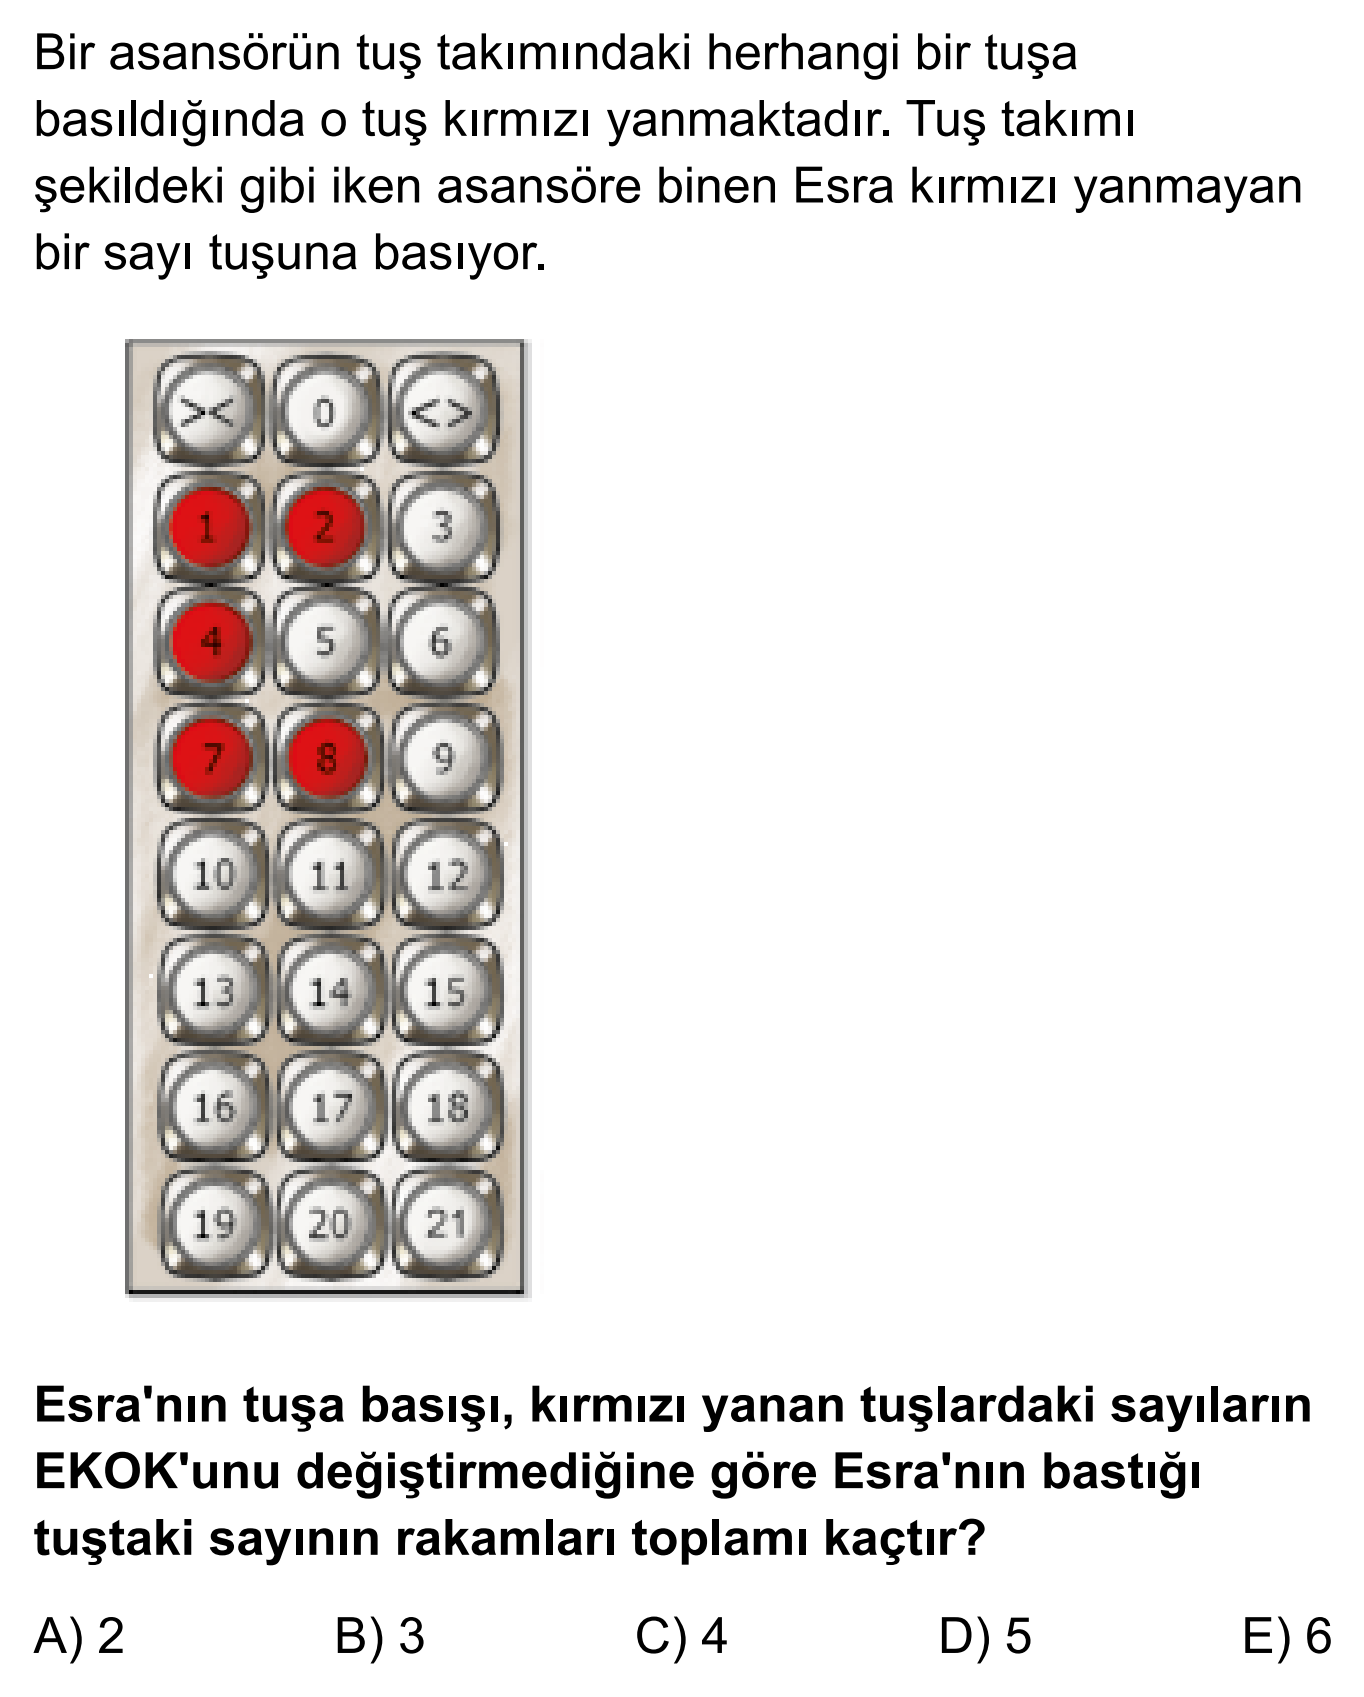 Bir asansörün tuş takımındaki herhangi bir tuşa
basıldığında o tuş kırmızı yanmaktadır. Tuş takımı
şekildeki gibi iken asansöre binen Esra kırmızı yanmayan
bir sayı tuşuna basıyor.
>< 0 <>
1 2 3
4 5 6
7 8 9
10 11 12
13 14 15
16 17 18
19 20 21
Esra'nın tuşa basışı, kırmızı yanan tuşlardaki sayıların
EKOK'unu değiştirmediğine göre Esra'nın bastığı
tuştaki sayının rakamları toplamı kaçtır?
A) 2 B) 3 C) 4 D) 5 E) 6